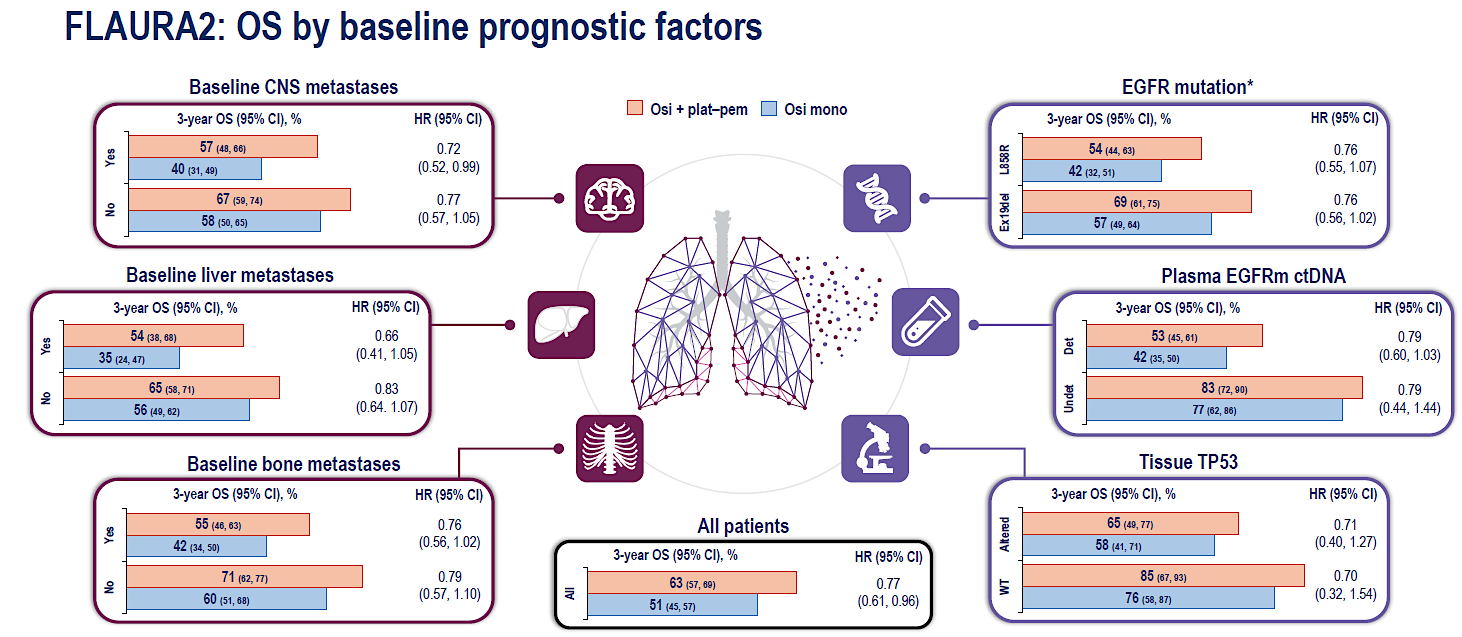 FLAURA2: OS by baseline prognostic factors
Osi + plat–pem
Osi mono
Baseline CNS metastases
3-year OS (95% CI), %
HR (95% CI)
Yes
57 (48, 66)
40 (31, 49)
0.72
(0.52, 0.99)
No
67 (59, 74)
58 (50, 65)
0.77
(0.57, 1.05)
Baseline liver metastases
3-year OS (95% CI), %
HR (95% CI)
Yes
54 (38, 68)
35 (24, 47)
0.66
(0.41, 1.05)
No
65 (58, 71)
56 (49, 62)
0.83
(0.64. 1.07)
Baseline bone metastases
3-year OS (95% CI), %
HR (95% CI)
Yes
55 (46, 63)
42 (34, 50)
0.76
(0.56, 1.02)
No
71 (62, 77)
60 (51, 68)
0.79
(0.57, 1.10)
All patients
3-year OS (95% CI), %
HR (95% CI)
All
63 (57, 69)
51 (45, 57)
0.77
(0.61, 0.96)
EGFR mutation*
3-year OS (95% CI), %
HR (95% CI)
L858R
54 (44, 63)
42 (32, 51)
0.76
(0.55, 1.07)
Ex19del
69 (61, 75)
57 (49, 64)
0.76
(0.56, 1.02)
Plasma EGFRm ctDNA
3-year OS (95% CI), %
HR (95% CI)
Det
53 (45, 61)
42 (35, 50)
0.79
(0.60, 1.03)
Undet
83 (72, 90)
77 (62, 86)
0.79
(0.44, 1.44)
Tissue TP53
3-year OS (95% CI), %
HR (95% CI)
Altered
65 (49, 77)
58 (41, 71)
0.71
(0.40, 1.27)
WT
85 (67, 93)
76 (58, 87)
0.70
(0.32, 1.54)